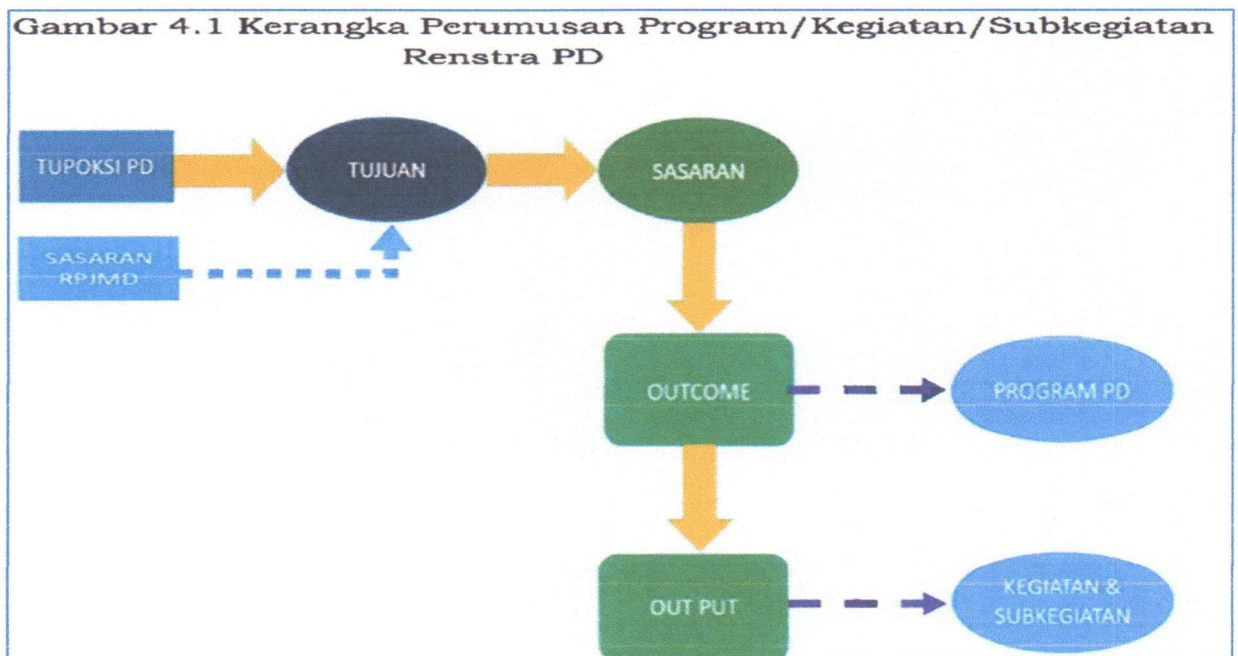 Gambar 4.1 Kerangka Perumusan Program/Kegiatan/Subkegiatan
Renstra PD
TUPOKSI PD
TUJUAN
SASARAN
SASARAN
RPJMD
OUTCOME
PROGRAM PD
OUT PUT
KEGIATAN &
SUBKEGIATAN